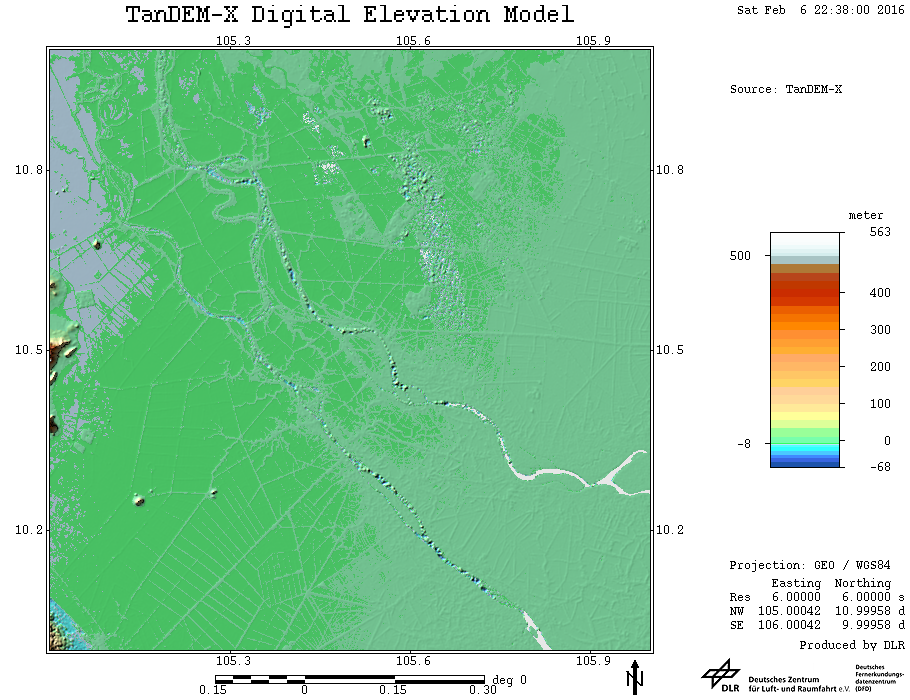 TanDEM-X Digital Elevation Model
Sat Feb 6 22:38:00 2016
105.3 105.6 105.9
Source: TanDEM-X
10.8 10.8
meter
563
500
400
300
10.5 10.5
200
100
-8 0
-68
10.2 10.2
Projection: GEO / WGS84
Easting Northing
Res 6.00000 6.00000 s
NW 105.00042 10.99958 d
SE 106.00042 9.99958 d
Produced by DLR
105.3 105.6 105.9
deg 0
0.15 0 0.15 0.30
N
DLR
Deutsches Zentrum
für Luft- und Raumfahrt e.V.
Deutsches
Fernerkundungs-
datenzentrum
(DFD)